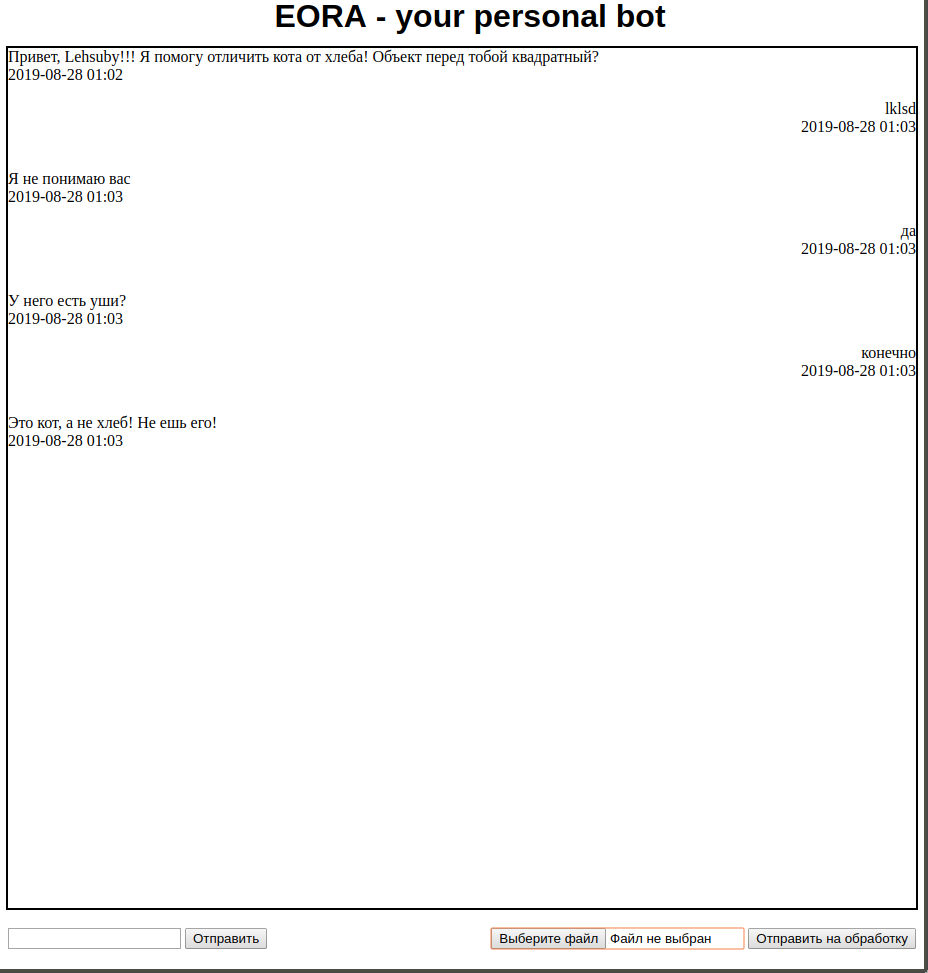 EORA - your personal bot
Привет, Lehsuby!!! Я помогу отличить кота от хлеба! Объект перед тобой квадратный?
2019-08-28 01:02
lklsd
2019-08-28 01:03
Я не понимаю вас
2019-08-28 01:03
да
2019-08-28 01:03
У него есть уши?
2019-08-28 01:03
конечно
2019-08-28 01:03
Это кот, а не хлеб! Не ешь его!
2019-08-28 01:03
Отправить Выберите файл Файл не выбран Отправить на обработку